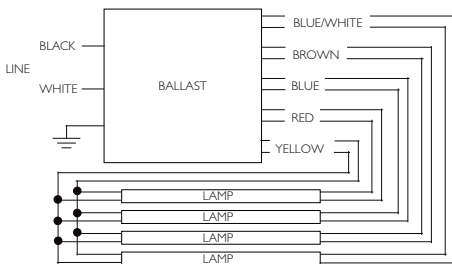 BLUE/WHITE
BLACK
BROWN
LINE
WHITE
BALLAST
BLUE
RED
YELLOW
LAMP
LAMP
LAMP
LAMP